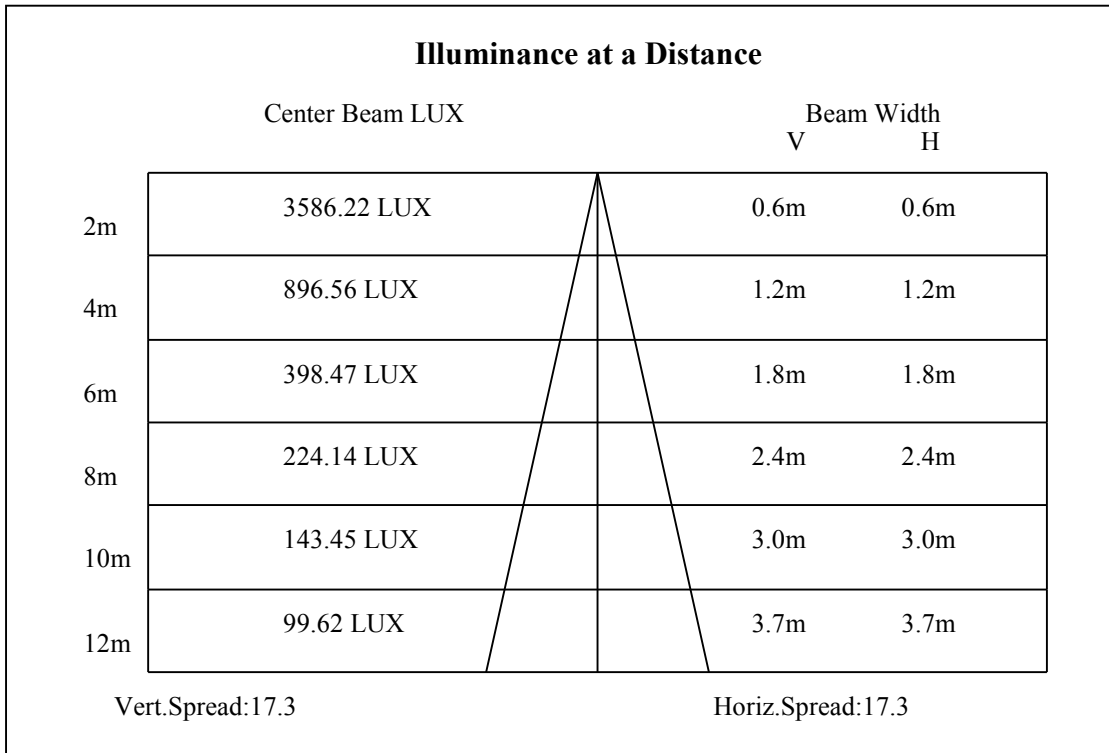 Illuminance at a Distance
Center Beam LUX Beam Width
V H
2m 3586.22 LUX 0.6m 0.6m
4m 896.56 LUX 1.2m 1.2m
6m 398.47 LUX 1.8m 1.8m
8m 224.14 LUX 2.4m 2.4m
10m 143.45 LUX 3.0m 3.0m
12m 99.62 LUX 3.7m 3.7m
Vert.Spread:17.3 Horiz.Spread:17.3